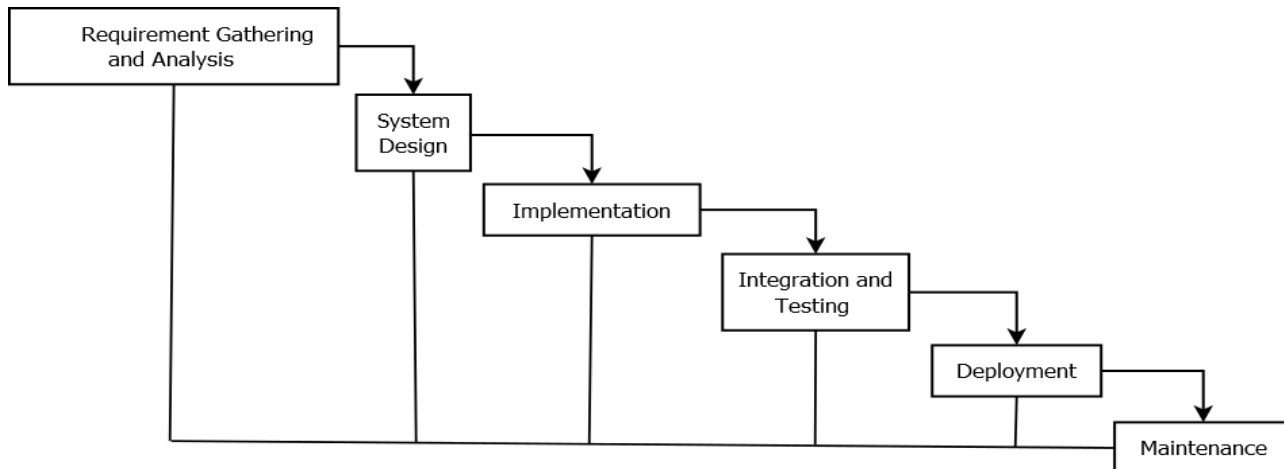 Requirement Gathering
and Analysis
System
Design
Implementation
Integration and
Testing
Deployment
Maintenance